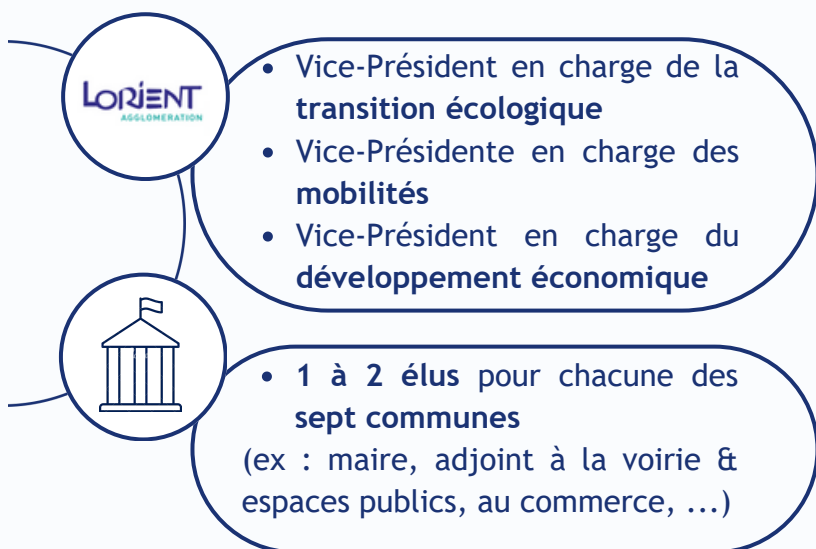 LORIENT
AGGLOMERATION
• Vice-Président en charge de la
transition écologique
• Vice-Présidente en charge des
mobilités
• Vice-Président en charge du
développement économique
• 1 à 2 élus pour chacune des
sept communes
(ex : maire, adjoint à la voirie &
espaces publics, au commerce, ...)